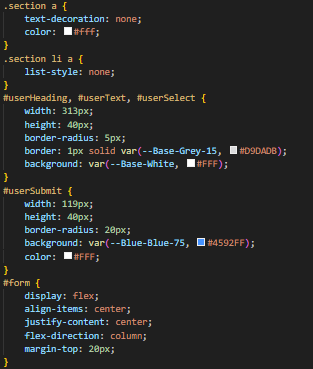 .section a {
    text-decoration: none;
    color: #fff;
}
.section li a {
    list-style: none;
}
#userHeading, #userText, #userSelect {
    width: 313px;
    height: 40px;
    border-radius: 5px;
    border: 1px solid var(--Base-Grey-15, #D9DADB);
    background: var(--Base-White, #FFF);
}
#userSubmit {
    width: 119px;
    height: 40px;
    border-radius: 20px;
    background: var(--Blue-Blue-75, #4592FF);
    color: #FFF;
}
#form {
    display: flex;
    align-items: center;
    justify-content: center;
    flex-direction: column;
    margin-top: 20px;
}